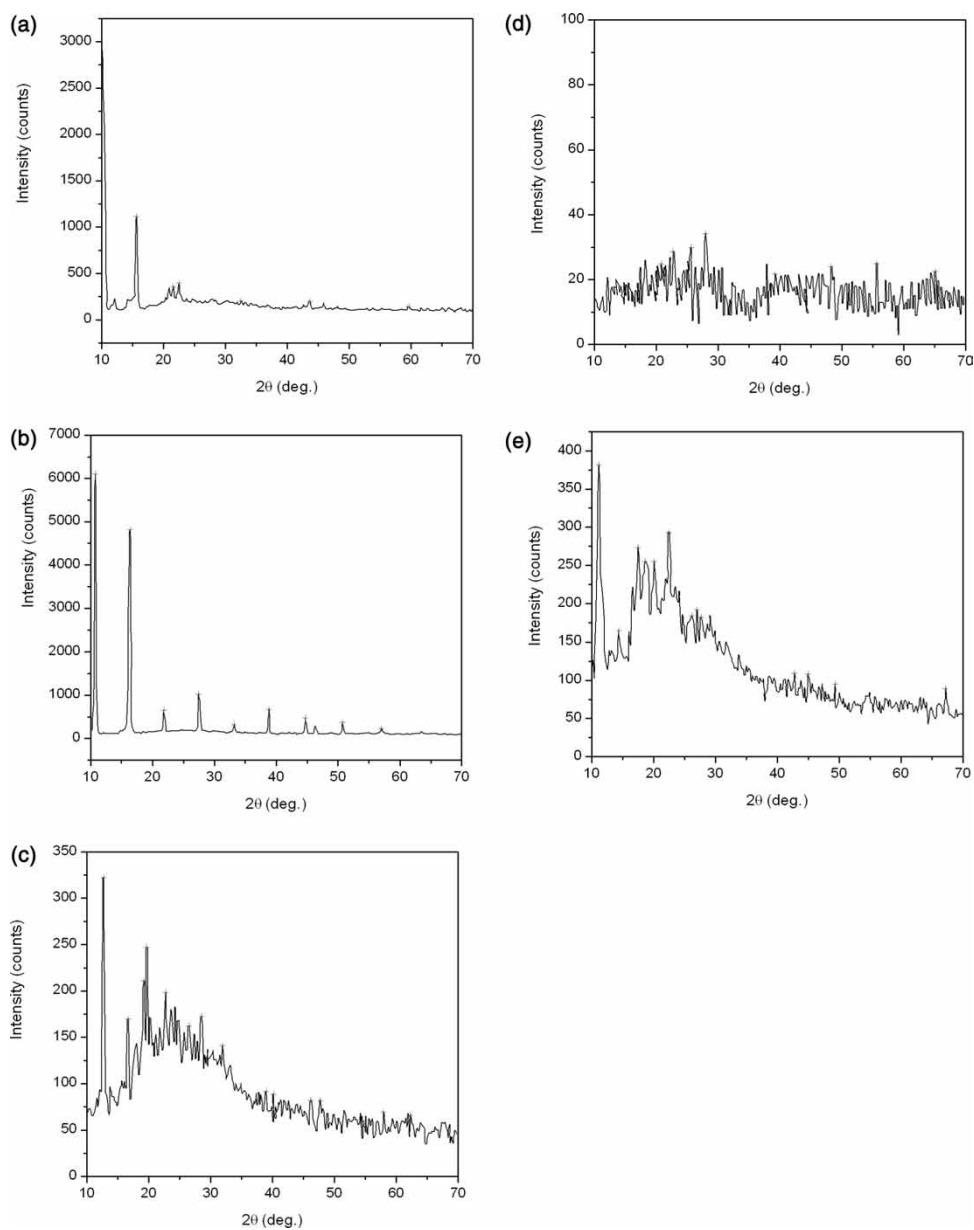 (a)
3000
2500
2000
1500
1000
500
0
Intensity (counts)
10 20 30 40 50 60 70
2θ (deg.)
(b)
7000
6000
5000
4000
3000
2000
1000
0
Intensity (counts)
10 20 30 40 50 60 70
2θ (deg.)
(c)
350
300
250
200
150
100
50
0
Intensity (counts)
10 20 30 40 50 60 70
2θ (deg.)
(d)
100
80
60
40
20
0
Intensity (counts)
10 20 30 40 50 60 70
2θ (deg.)
(e)
400
350
300
250
200
150
100
50
0
Intensity (counts)
10 20 30 40 50 60 70
2θ (deg.)